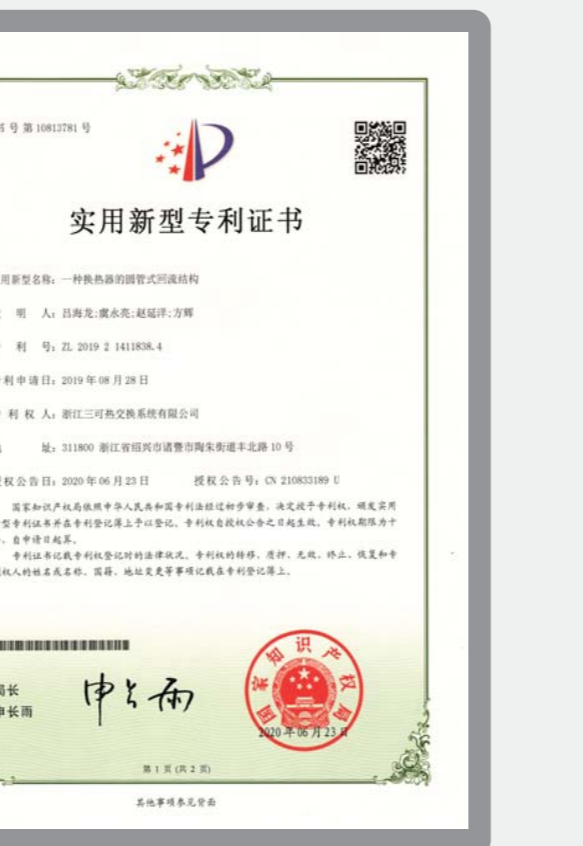 书号第10813781号
实用新型专利证书
用新型名称：一种换热器的圆管式回流结构
明 人：吕海龙;虞永亮;赵延洋;方辉
利 号：ZL 2019 2 1411838.4
利申请日：2019年08月28日
利权人：浙江三可热交换系统有限公司
址：311800 浙江省绍兴市诸暨市陶朱街道丰北路10号
权公告日：2020年06月23日 授权公告号：CN 210833189 U
国家知识产权局依照中华人民共和国专利法经过初步审查，决定授予专利权，颁发实用
型专利证书并在专利登记簿上予以登记。专利权自授权公告之日起生效。专利权期限为十
，自申请日起算。
专利证书记载专利权登记时的法律状况。专利权的转移、质押、无效、终止、恢复和专
权人的姓名或名称、国籍、地址变更等事项记载在专利登记簿上。
局长
申长雨
申长雨
国家知识产权局
2020年06月23日
第 1 页 (共 2 页)
其他事项参见背面